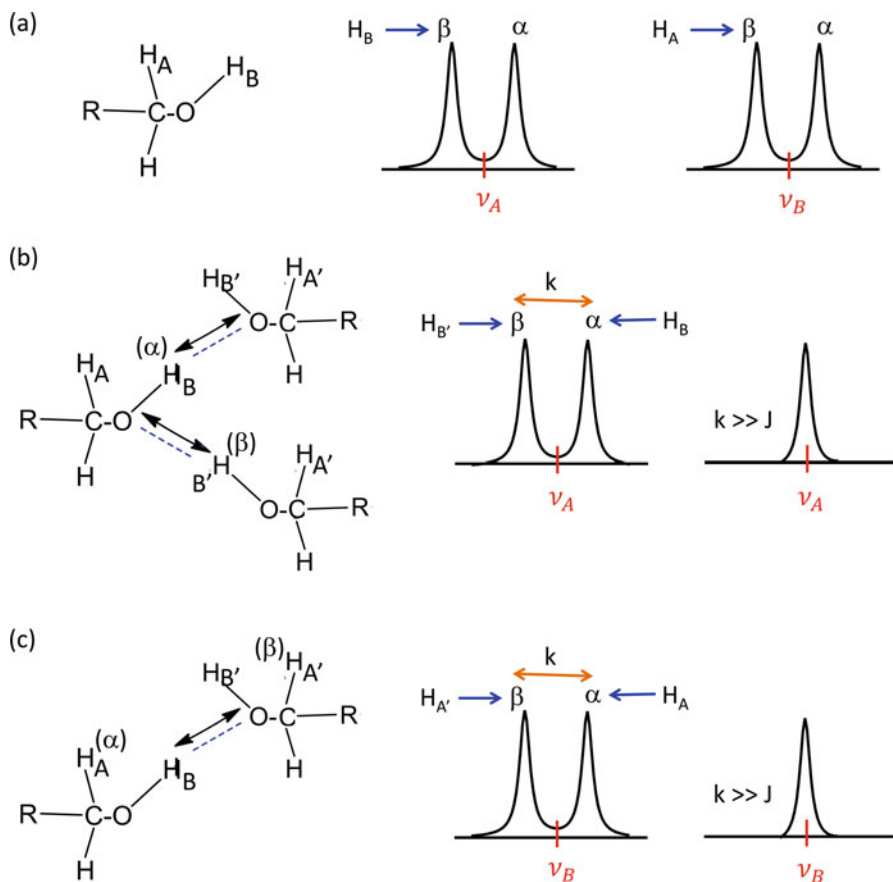 (a)
H_A H_B
R C-O
H
H_B β α
ν_A
H_A β α
ν_B
(b)
H_B' H_A'
O-C R
H
(α)
H_A H_B
R C-O
H
(β)
B'H H_A'
O-C R
H
k
H_B' β α H_B
ν_A
k >> J
ν_A
(c)
(β)
H_B' H_A'
O-C R
H
(α)
H_A H_B
R C-O
H
k
H_A' β α H_A
ν_B
k >> J
ν_B